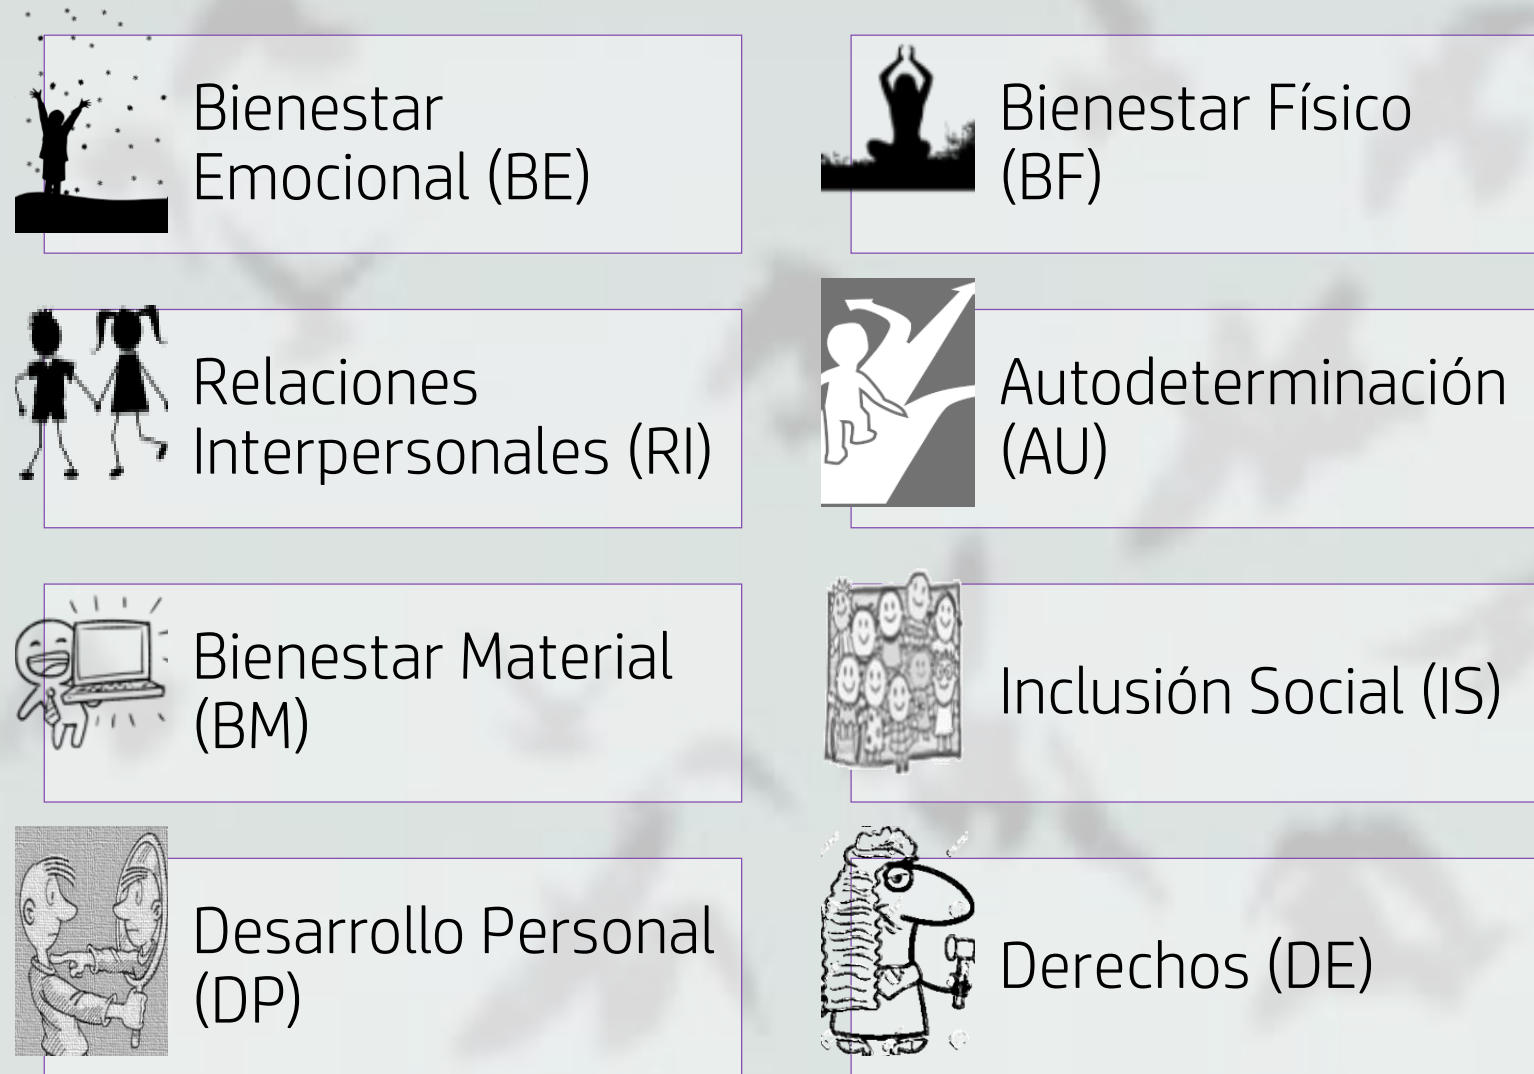 Bienestar
Emocional (BE)
Bienestar Físico
(BF)
Relaciones
Interpersonales (RI)
Autodeterminación
(AU)
Bienestar Material
(BM)
Inclusión Social (IS)
Desarrollo Personal
(DP)
Derechos (DE)